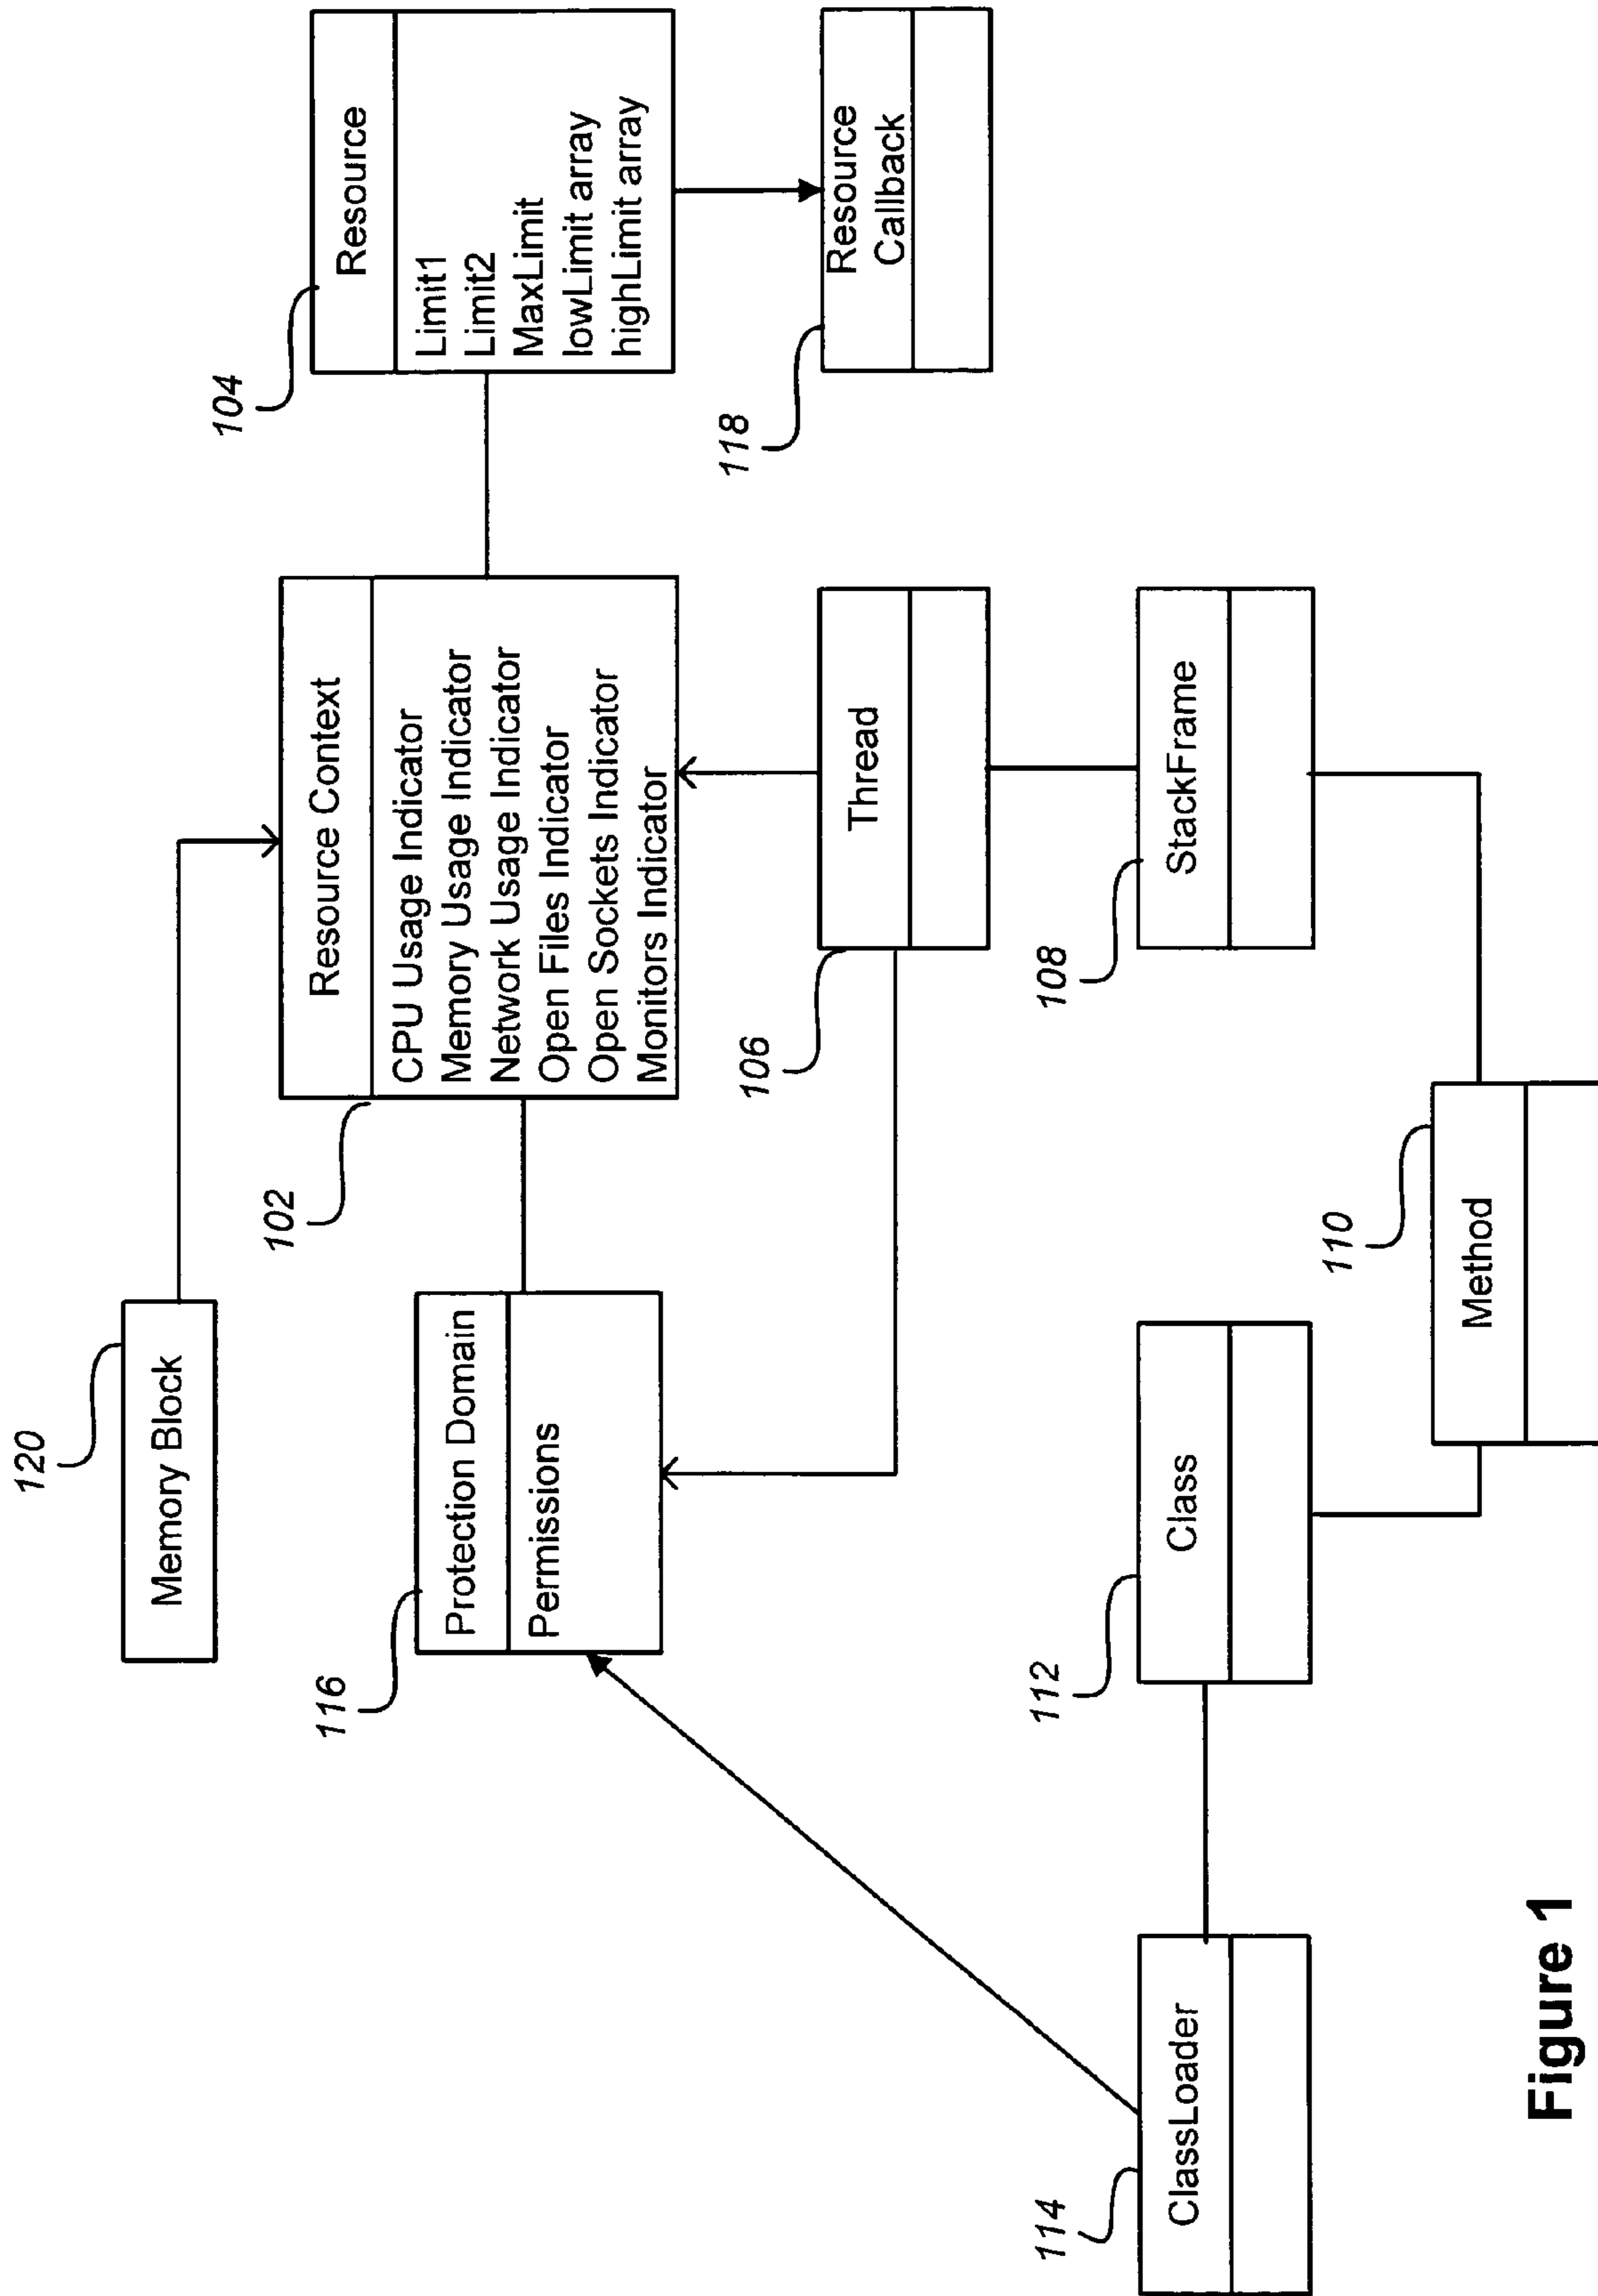 120
Memory Block
102
Resource Context
CPU Usage Indicator
Memory Usage Indicator
Network Usage Indicator
Open Files Indicator
Open Sockets Indicator
Monitors Indicator
104
Resource
Limit1
Limit2
MaxLimit
lowLimit array
highLimit array
116
Protection Domain
Permissions
118
Resource
Callback
106
Thread
108
StackFrame
114
ClassLoader
112
Class
110
Method
Figure 1